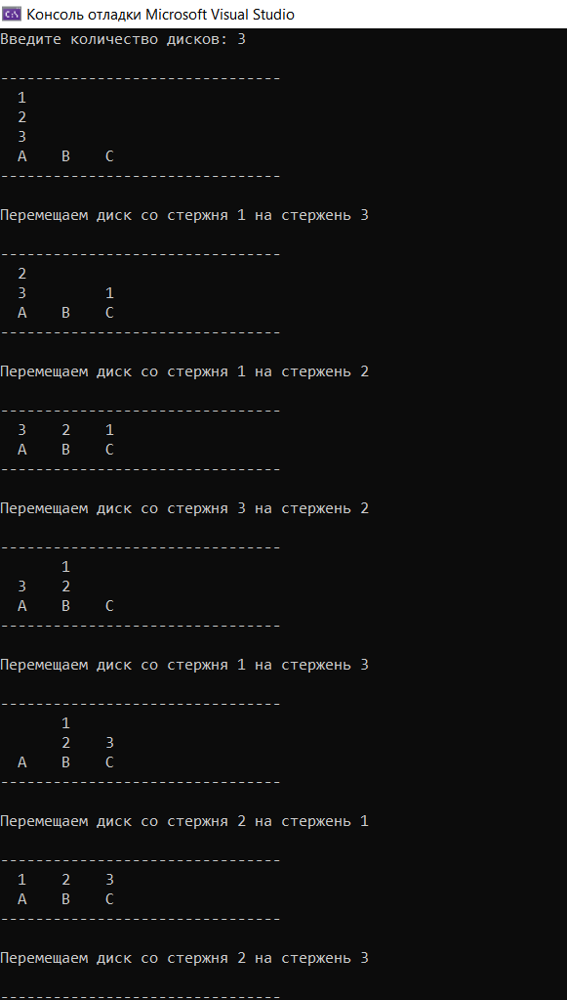 Консоль отладки Microsoft Visual Studio
Введите количество дисков: 3
--------------------------------
1
2
3
A B C
--------------------------------
Перемещаем диск со стержня 1 на стержень 3
--------------------------------
2
3 1
A B C
--------------------------------
Перемещаем диск со стержня 1 на стержень 2
--------------------------------
3 2 1
A B C
--------------------------------
Перемещаем диск со стержня 3 на стержень 2
--------------------------------
1
3 2
A B C
--------------------------------
Перемещаем диск со стержня 1 на стержень 3
--------------------------------
1
2 3
A B C
--------------------------------
Перемещаем диск со стержня 2 на стержень 1
--------------------------------
1 2 3
A B C
--------------------------------
Перемещаем диск со стержня 2 на стержень 3
--------------------------------